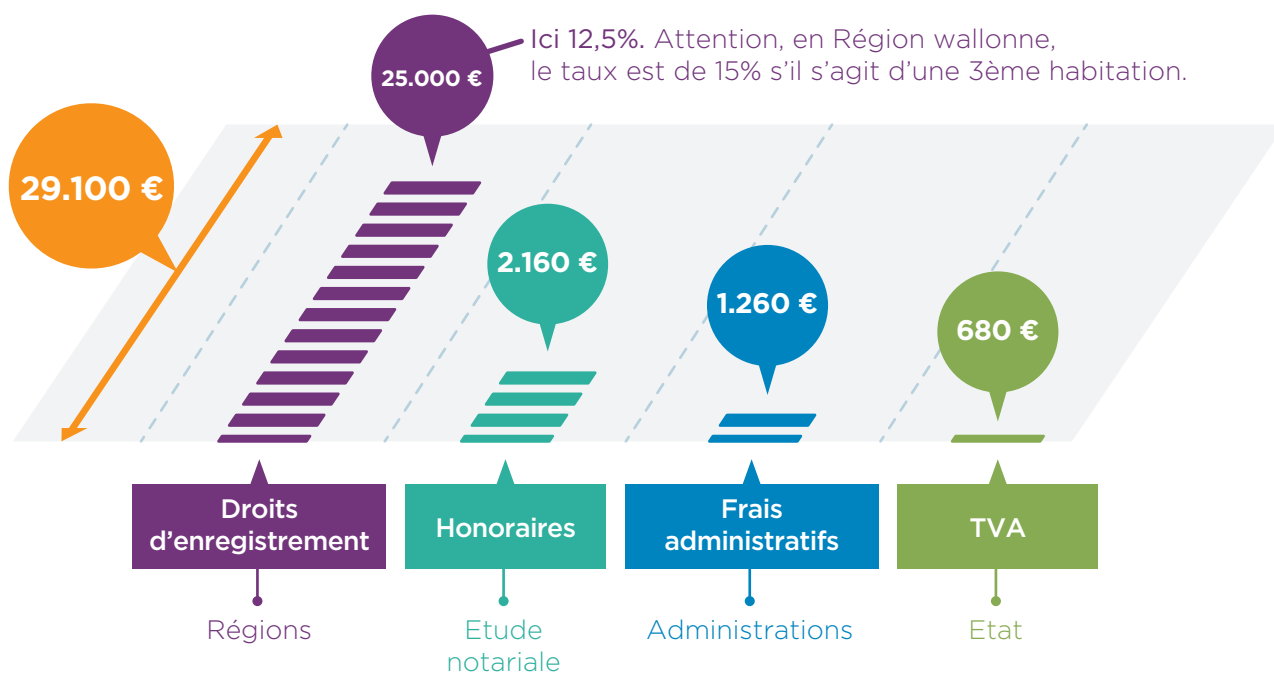 Ici 12,5%. Attention, en Région wallonne,
le taux est de 15% s'il s'agit d'une 3ème habitation.
25.000 €
29.100 €
2.160 €
1.260 €
680 €
Droits
d'enregistrement
Honoraires
Frais
administratifs
TVA
Régions
Etude
notariale
Administrations
Etat